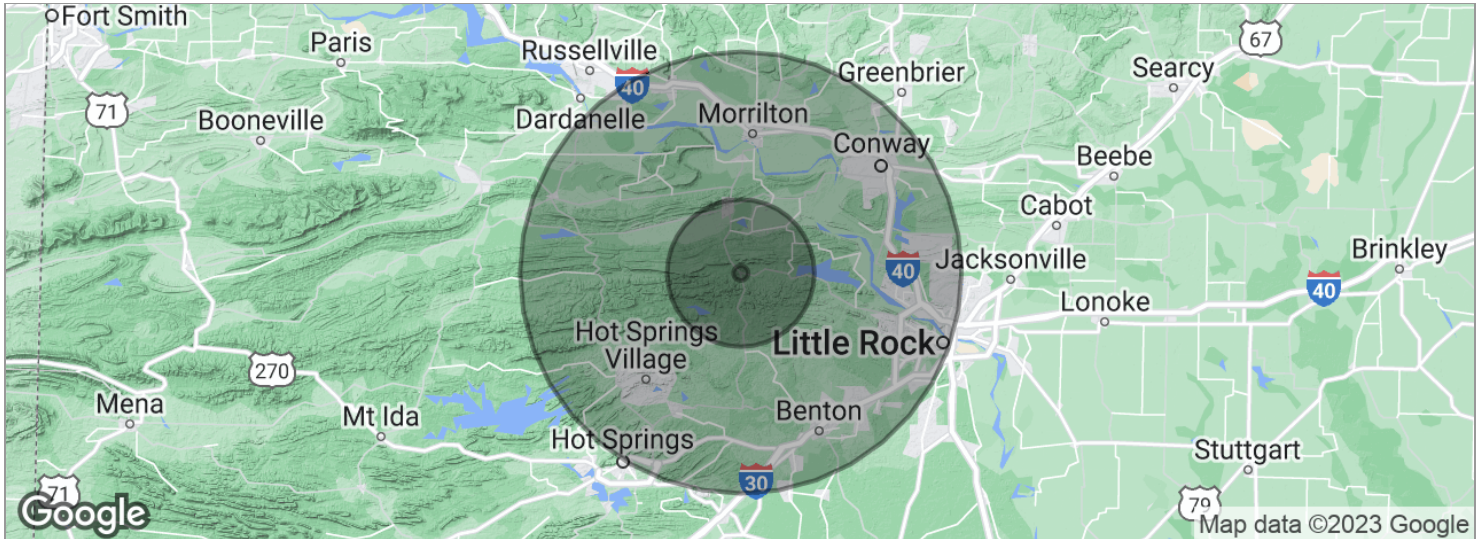 Fort Smith
Paris
Russellville
67
40
Greenbrier
Searcy
71
Booneville
Dardanelle
Morrilton
Conway
Beebe
Cabot
Brinkley
Jacksonville
40
40
Lonoke
Hot Springs
Village
Little Rock
270
Mena
Mt Ida
Benton
Hot Springs
Stuttgart
30
71
79
Google
Map data ©2023 Google